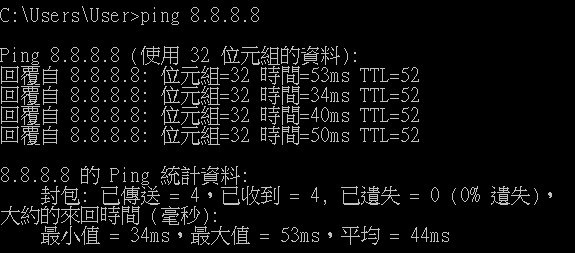 C:\Users\User>ping 8.8.8.8
Ping 8.8.8.8 (使用 32 位元組的資料):
回覆自 8.8.8.8: 位元組=32 時間=53ms TTL=52
回覆自 8.8.8.8: 位元組=32 時間=34ms TTL=52
回覆自 8.8.8.8: 位元組=32 時間=40ms TTL=52
回覆自 8.8.8.8: 位元組=32 時間=50ms TTL=52
8.8.8.8 的 Ping 統計資料:
封包: 已傳送 = 4，已收到 = 4, 已遺失 = 0 (0% 遺失)，
大約的來回時間 (毫秒):
最小值 = 34ms，最大值 = 53ms，平均 = 44ms